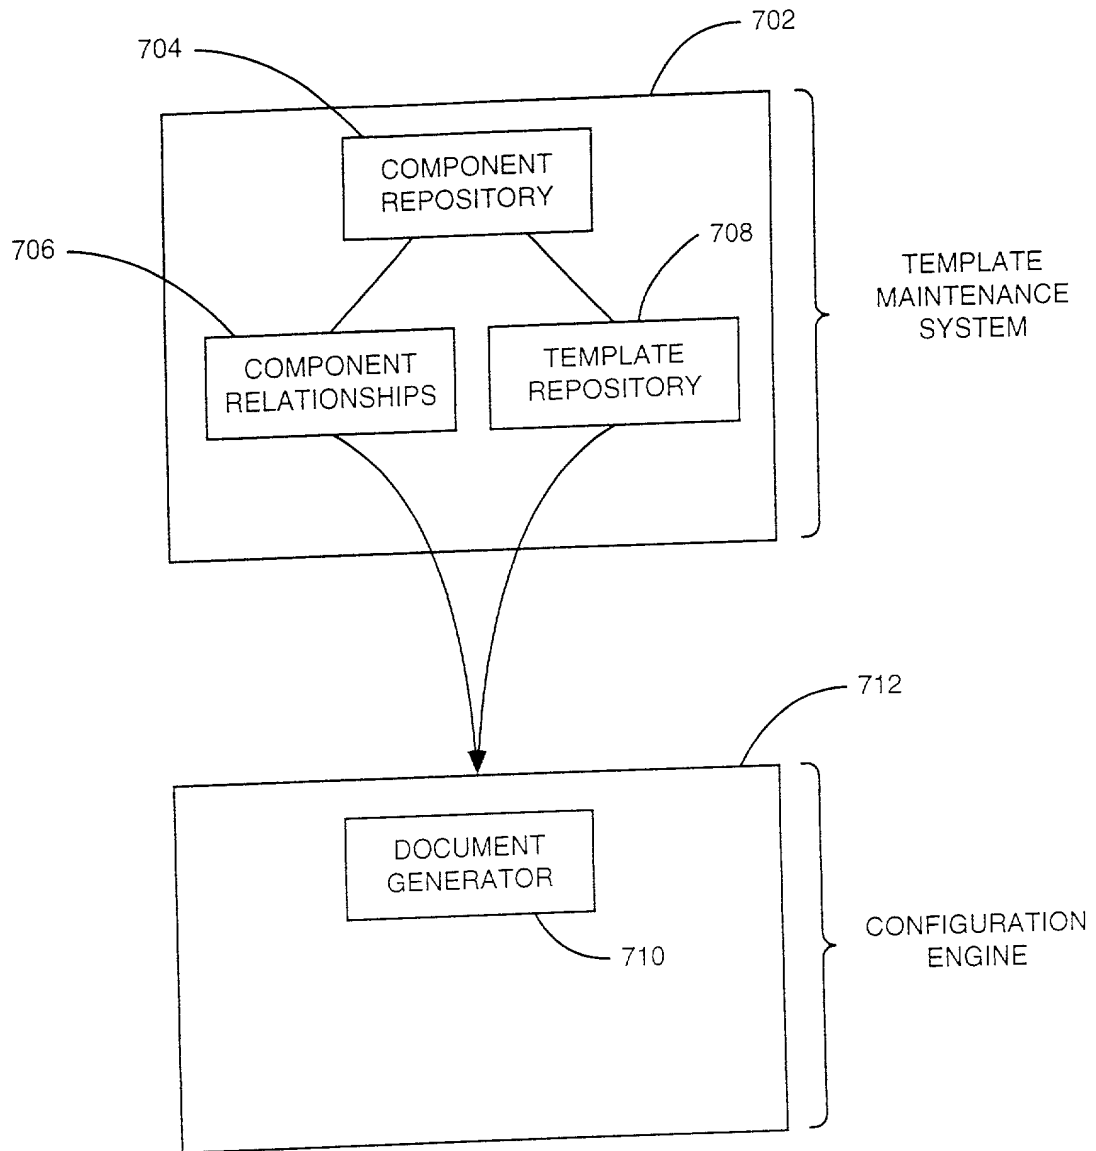 702
704
COMPONENT
REPOSITORY
706
708
TEMPLATE
MAINTENANCE
SYSTEM
COMPONENT
RELATIONSHIPS
TEMPLATE
REPOSITORY
712
DOCUMENT
GENERATOR
710
CONFIGURATION
ENGINE